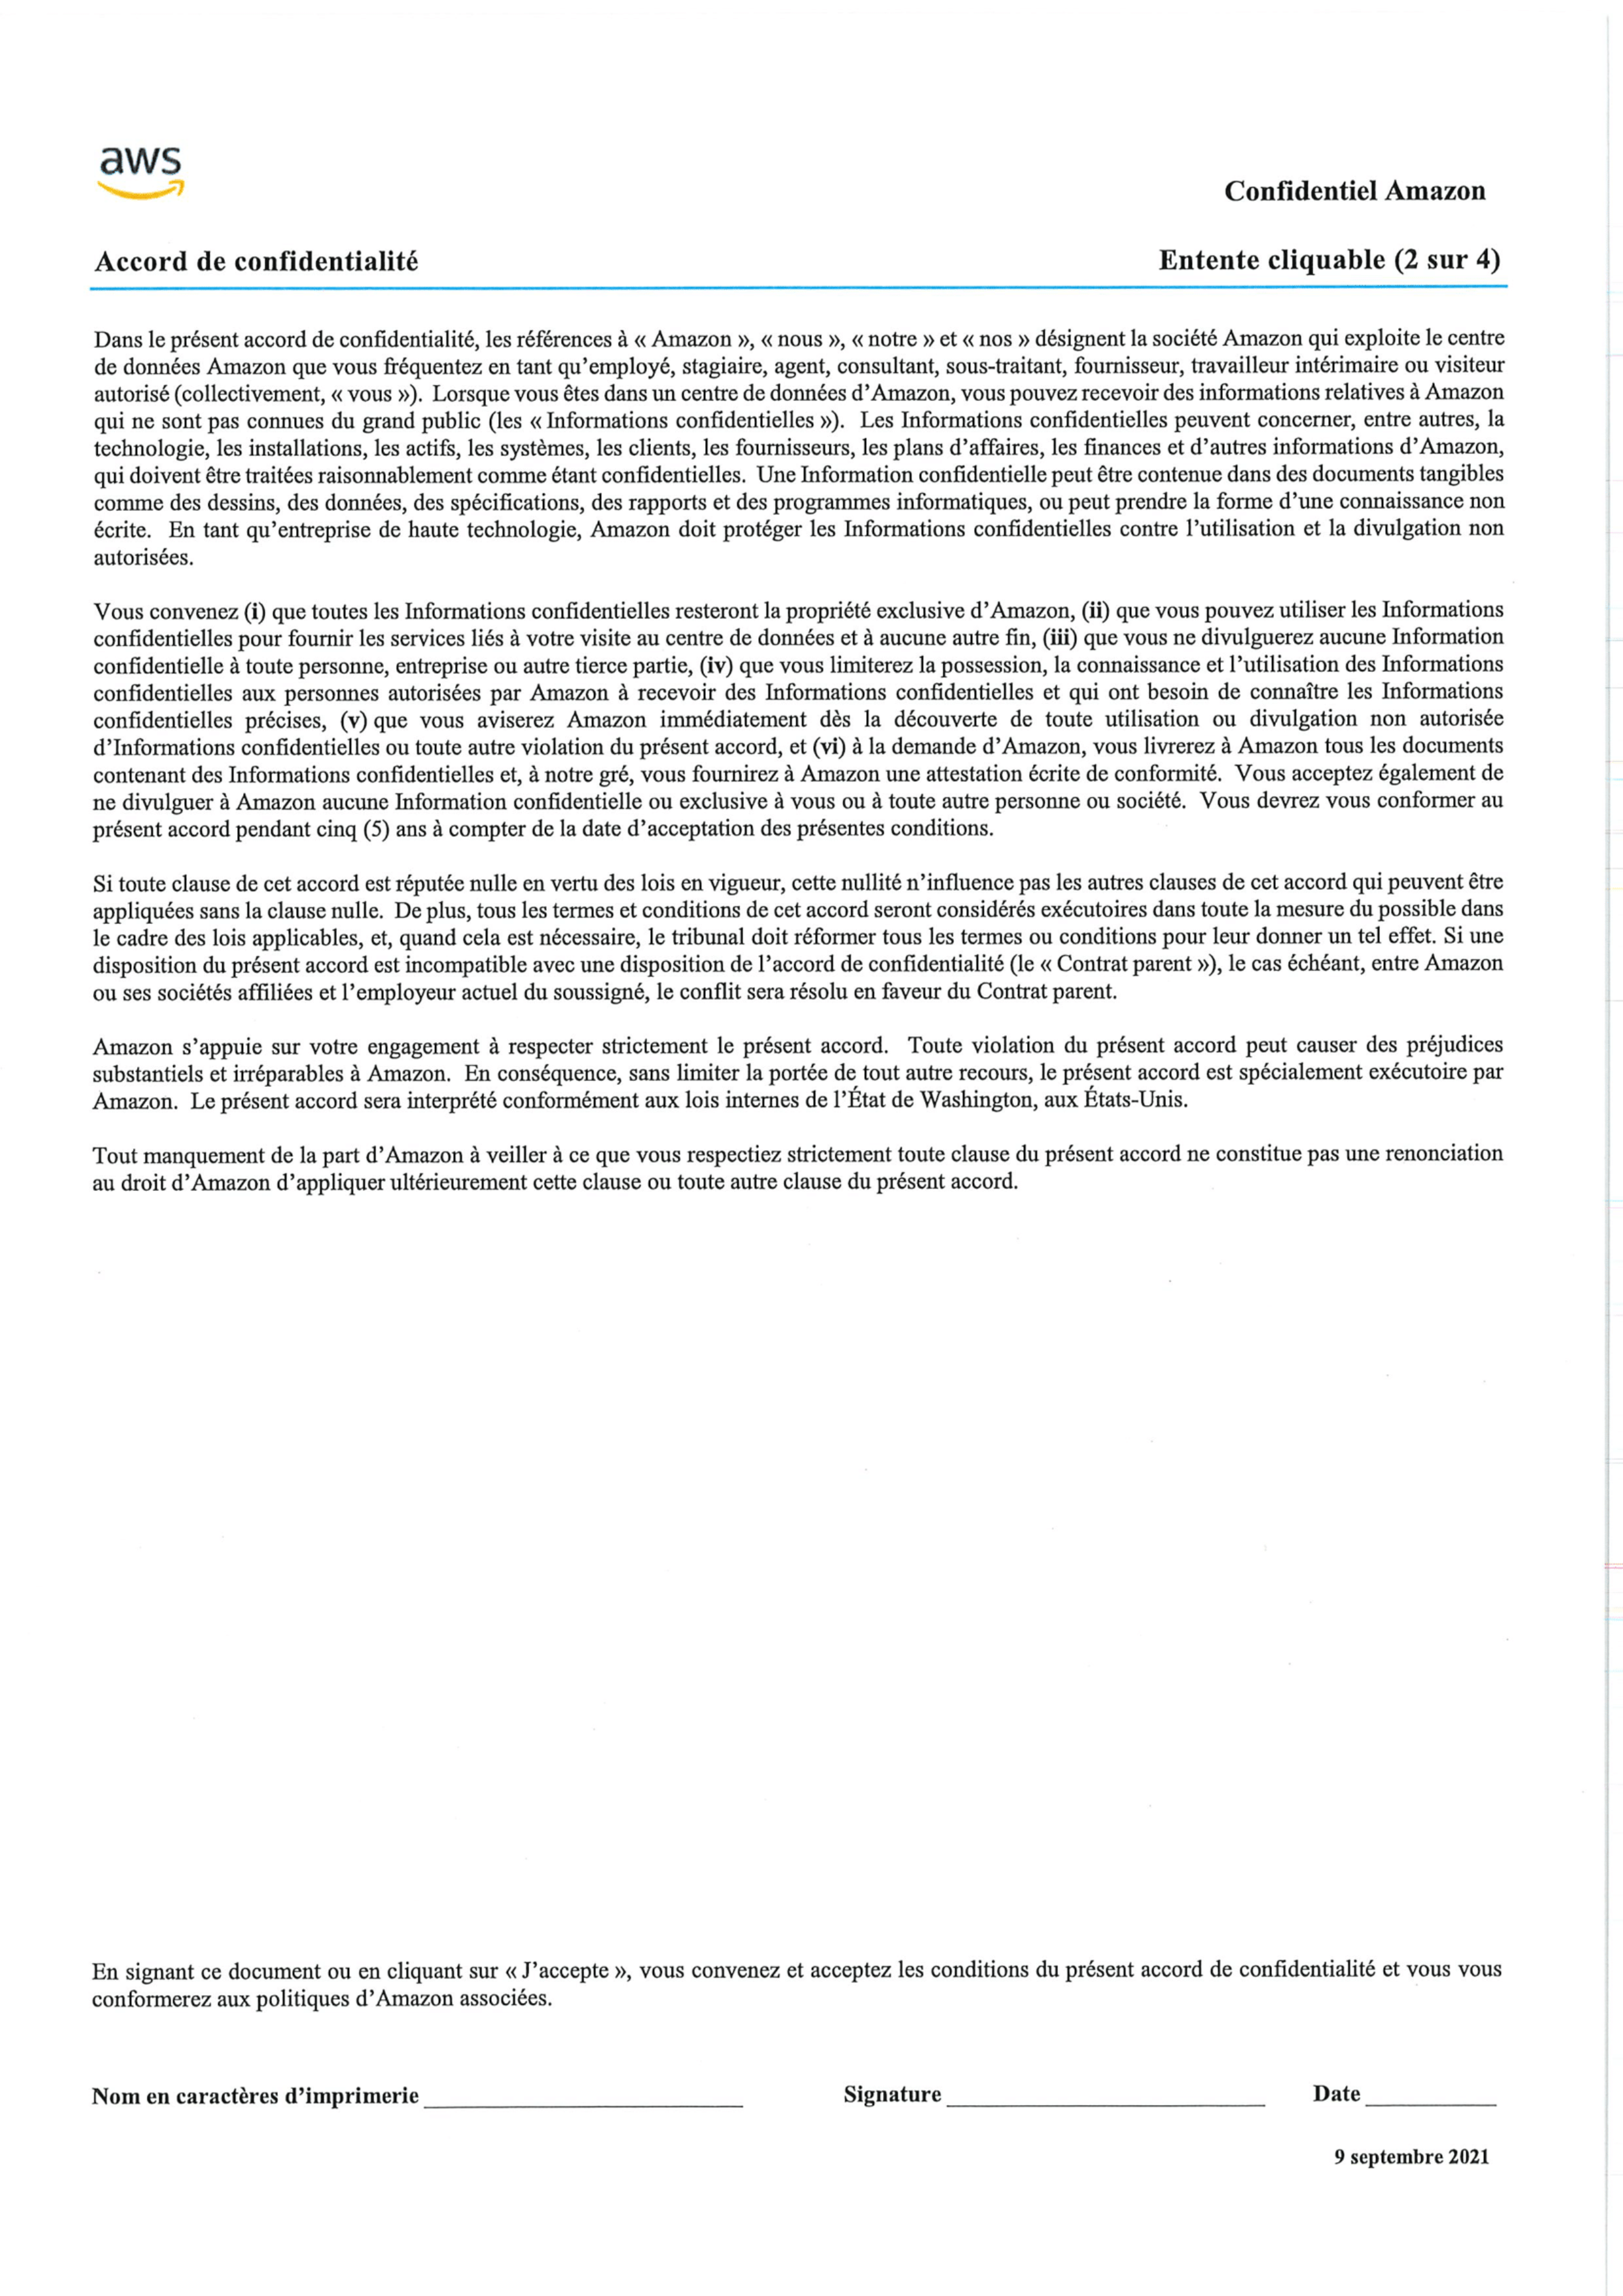 aws
Confidentiel Amazon
Accord de confidentialité
Entente cliquable (2 sur 4)
Dans le présent accord de confidentialité, les références à « Amazon », « nous », « notre » et « nos » désignent la société Amazon qui exploite le centre
de données Amazon que vous fréquentez en tant qu’employé, stagiaire, agent, consultant, sous-traitant, fournisseur, travailleur intérimaire ou visiteur
autorisé (collectivement, « vous »). Lorsque vous êtes dans un centre de données d’Amazon, vous pouvez recevoir des informations relatives à Amazon
qui ne sont pas connues du grand public (les « Informations confidentielles »). Les Informations confidentielles peuvent concerner, entre autres, la
technologie, les installations, les actifs, les systèmes, les clients, les fournisseurs, les plans d’affaires, les finances et d’autres informations d’Amazon,
qui doivent être traitées raisonnablement comme étant confidentielles. Une Information confidentielle peut être contenue dans des documents tangibles
comme des dessins, des données, des spécifications, des rapports et des programmes informatiques, ou peut prendre la forme d’une connaissance non
écrite. En tant qu’entreprise de haute technologie, Amazon doit protéger les Informations confidentielles contre l’utilisation et la divulgation non
autorisées.
Vous convenez (i) que toutes les Informations confidentielles resteront la propriété exclusive d’Amazon, (ii) que vous pouvez utiliser les Informations
confidentielles pour fournir les services liés à votre visite au centre de données et à aucune autre fin, (iii) que vous ne divulguerez aucune Information
confidentielle à toute personne, entreprise ou autre tierce partie, (iv) que vous limiterez la possession, la connaissance et l’utilisation des Informations
confidentielles aux personnes autorisées par Amazon à recevoir des Informations confidentielles et qui ont besoin de connaître les Informations
confidentielles précises, (v) que vous aviserez Amazon immédiatement dès la découverte de toute utilisation ou divulgation non autorisée
d’Informations confidentielles ou toute autre violation du présent accord, et (vi) à la demande d’Amazon, vous livrerez à Amazon tous les documents
contenant des Informations confidentielles et, à notre gré, vous fournirez à Amazon une attestation écrite de conformité. Vous acceptez également de
ne divulguer à Amazon aucune Information confidentielle ou exclusive à vous ou à toute autre personne ou société. Vous devrez vous conformer au
présent accord pendant cinq (5) ans à compter de la date d’acceptation des présentes conditions.
Si toute clause de cet accord est réputée nulle en vertu des lois en vigueur, cette nullité n’influence pas les autres clauses de cet accord qui peuvent être
appliquées sans la clause nulle. De plus, tous les termes et conditions de cet accord seront considérés exécutoires dans toute la mesure du possible dans
le cadre des lois applicables, et, quand cela est nécessaire, le tribunal doit réformer tous les termes ou conditions pour leur donner un tel effet. Si une
disposition du présent accord est incompatible avec une disposition de l’accord de confidentialité (le « Contrat parent »), le cas échéant, entre Amazon
ou ses sociétés affiliées et l’employeur actuel du soussigné, le conflit sera résolu en faveur du Contrat parent.
Amazon s’appuie sur votre engagement à respecter strictement le présent accord. Toute violation du présent accord peut causer des préjudices
substantiels et irréparables à Amazon. En conséquence, sans limiter la portée de tout autre recours, le présent accord est spécialement exécutoire par
Amazon. Le présent accord sera interprété conformément aux lois internes de l’État de Washington, aux États-Unis.
Tout manquement de la part d’Amazon à veiller à ce que vous respectiez strictement toute clause du présent accord ne constitue pas une renonciation
au droit d’Amazon d’appliquer ultérieurement cette clause ou toute autre clause du présent accord.
En signant ce document ou en cliquant sur « J’accepte », vous convenez et acceptez les conditions du présent accord de confidentialité et vous vous
conformerez aux politiques d’Amazon associées.
Nom en caractères d’imprimerie Signature Date
9 septembre 2021